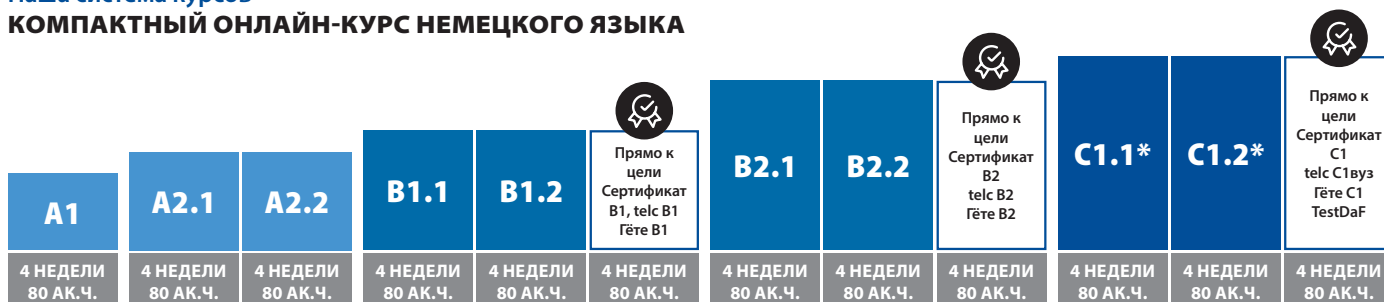 Наша система курсов
КОМПАКТНЫЙ ОНЛАЙН-КУРС НЕМЕЦКОГО ЯЗЫКА
A1
4 НЕДЕЛИ
80 АК.Ч.
A2.1
4 НЕДЕЛИ
80 АК.Ч.
A2.2
4 НЕДЕЛИ
80 АК.Ч.
B1.1
4 НЕДЕЛИ
80 АК.Ч.
B1.2
4 НЕДЕЛИ
80 АК.Ч.
Прямо к
цели
Сертификат
B1, telc B1
Гёте B1
4 НЕДЕЛИ
80 АК.Ч.
B2.1
4 НЕДЕЛИ
80 АК.Ч.
B2.2
4 НЕДЕЛИ
80 АК.Ч.
Прямо к
цели
Сертификат
B2
telc B2
Гёте B2
4 НЕДЕЛИ
80 АК.Ч.
C1.1*
4 НЕДЕЛИ
80 АК.Ч.
C1.2*
4 НЕДЕЛИ
80 АК.Ч.
Прямо к
цели
Сертификат
C1
telc C1вуз
Гёте C1
TestDaF
4 НЕДЕЛИ
80 АК.Ч.